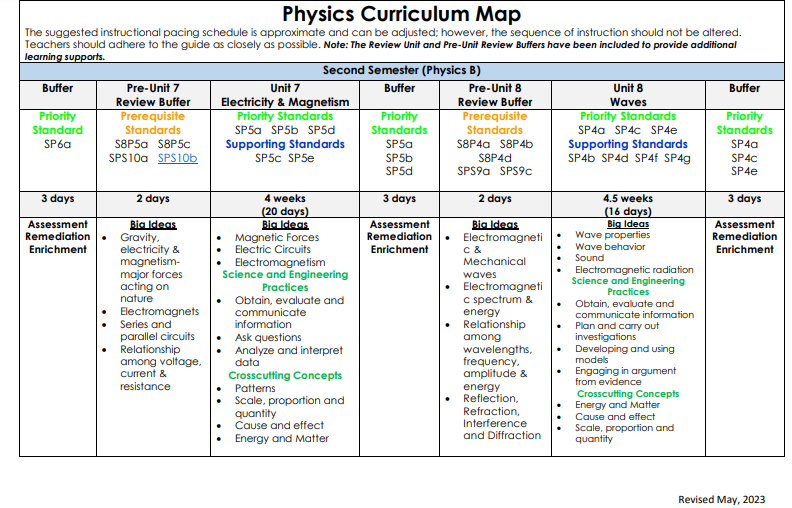 Physics Curriculum Map
The suggested instructional pacing schedule is approximate and can be adjusted; however, the sequence of instruction should not be altered.
Teachers should adhere to the guide as closely as possible. Note: The Review Unit and Pre-Unit Review Buffers have been included to provide additional
learning supports.
Second Semester (Physics B)
Buffer
Pre-Unit 7
Review Buffer
Unit 7
Electricity & Magnetism
Buffer
Pre-Unit 8
Review Buffer
Unit 8
Waves
Buffer
Priority
Standard
SP6a
Prerequisite
Standards
S8P5a S8P5c
SPS10a SPS10b
Priority Standards
SP5a SP5b SP5d
Supporting Standards
SP5c SP5e
Priority
Standards
SP5a
SP5b
SP5d
Prerequisite
Standards
S8P4a S8P4b
S8P4d
SPS9a SPS9c
Priority Standards
SP4a SP4c SP4e
Supporting Standards
SP4b SP4d SP4f SP4g
Priority
Standards
SP4a
SP4c
SP4e
3 days
2 days
4 weeks
(20 days)
3 days
2 days
4.5 weeks
(16 days)
3 days
Assessment
Remediation
Enrichment
Big Ideas
• Gravity,
electricity &
magnetism-
major forces
acting on
nature
• Electromagnets
• Series and
parallel circuits
• Relationship
among voltage,
current &
resistance
Big Ideas
• Magnetic Forces
• Electric Circuits
• Electromagnetism
Science and Engineering
Practices
• Obtain, evaluate and
communicate
information
• Ask questions
• Analyze and interpret
data
Crosscutting Concepts
• Patterns
• Scale, proportion and
quantity
• Cause and effect
• Energy and Matter
Assessment
Remediation
Enrichment
Big Ideas
• Electromagneti
c &
Mechanical
waves
• Electromagneti
c spectrum &
energy
• Relationship
among
wavelengths,
frequency,
amplitude &
energy
• Reflection,
Refraction,
Interference
and Diffraction
Big Ideas
• Wave properties
• Wave behavior
• Sound
• Electromagnetic radiation
Science and Engineering
Practices
• Obtain, evaluate and
communicate information
• Plan and carry out
investigations
• Developing and using
models
• Engaging in argument
from evidence
Crosscutting Concepts
• Energy and Matter
• Cause and effect
• Scale, proportion and
quantity
Assessment
Remediation
Enrichment
Revised May, 2023